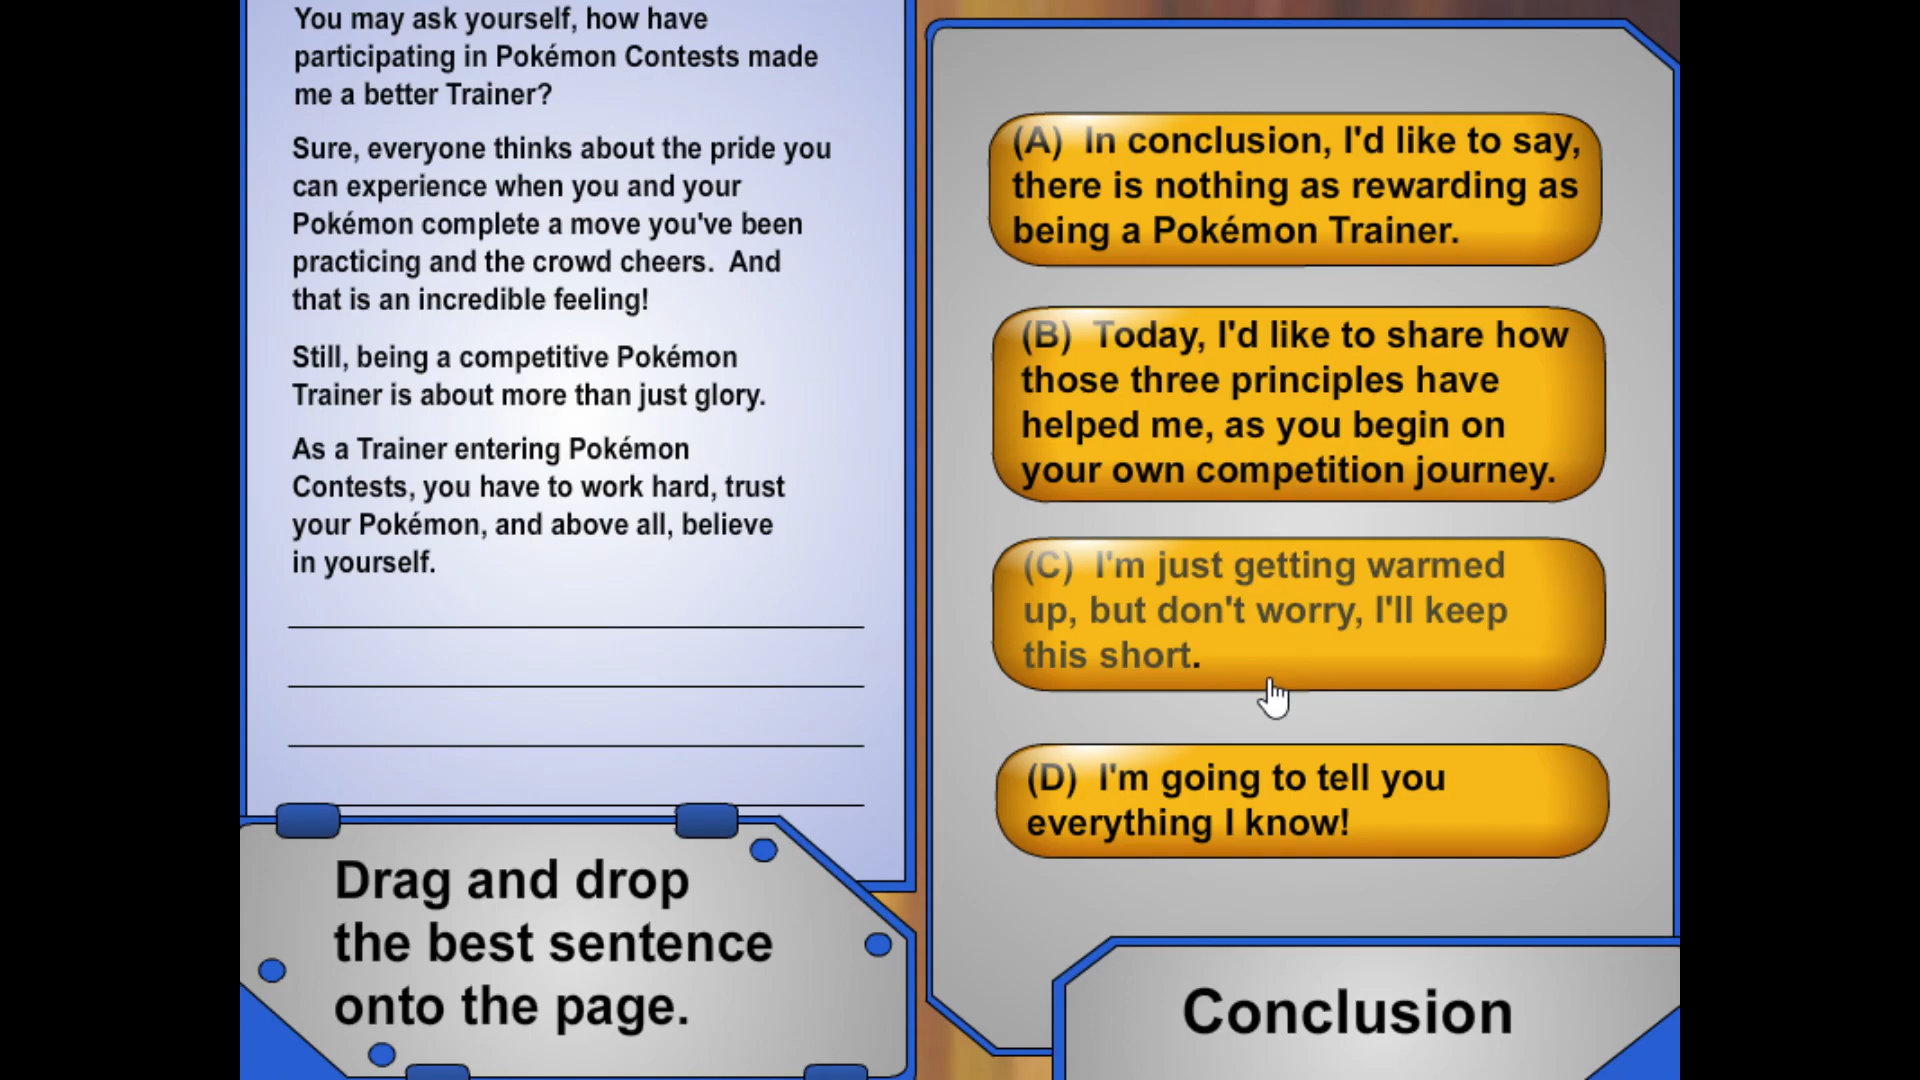 You may ask yourself, how have
participating in Pokémon Contests made
me a better Trainer?
Sure, everyone thinks about the pride you
can experience when you and your
Pokémon complete a move you've been
practicing and the crowd cheers.  And
that is an incredible feeling!
Still, being a competitive Pokémon
Trainer is about more than just glory.
As a Trainer entering Pokémon
Contests, you have to work hard, trust
your Pokémon, and above all, believe
in yourself.
Drag and drop
the best sentence
onto the page.
(A)  In conclusion, I'd like to say,
there is nothing as rewarding as
being a Pokémon Trainer.
(B)  Today, I'd like to share how
those three principles have
helped me, as you begin on
your own competition journey.
(C)  I'm just getting warmed
up, but don't worry, I'll keep
this short.
(D)  I'm going to tell you
everything I know!
Conclusion